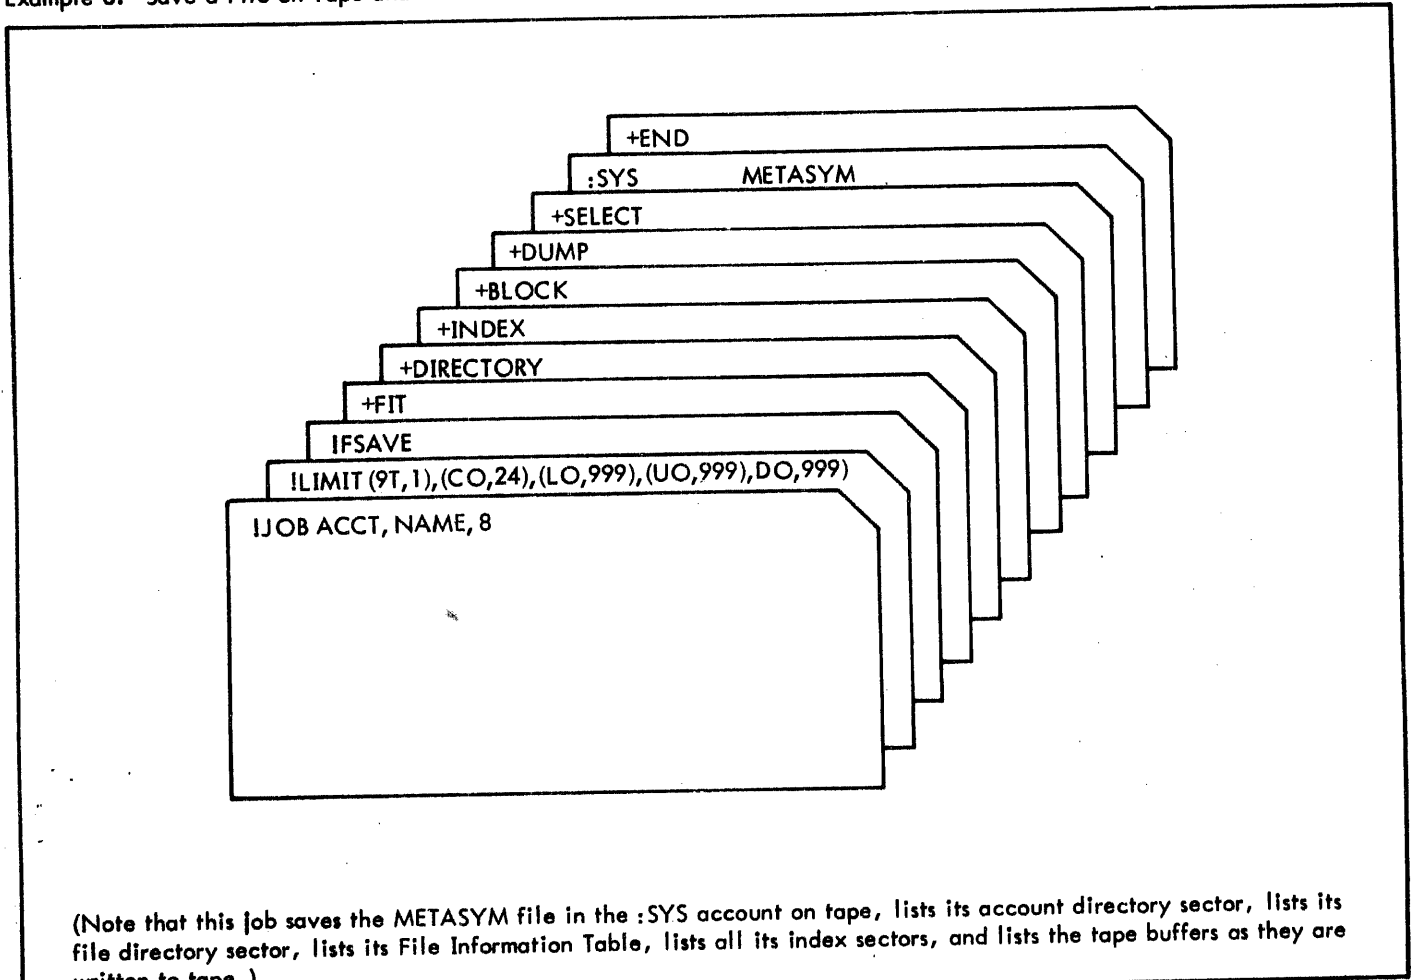 +END
:SYS METASYM
+SELECT
+DUMP
+BLOCK
+INDEX
+DIRECTORY
+FIT
!FSAVE
!LIMIT (9T,1),(CO,24),(LO,999),(UO,999),DO,999)
!JOB ACCT, NAME, 8
(Note that this job saves the METASYM file in the :SYS account on tape, lists its account directory sector, lists its
file directory sector, lists its File Information Table, lists all its index sectors, and lists the tape buffers as they are
written to tape.)